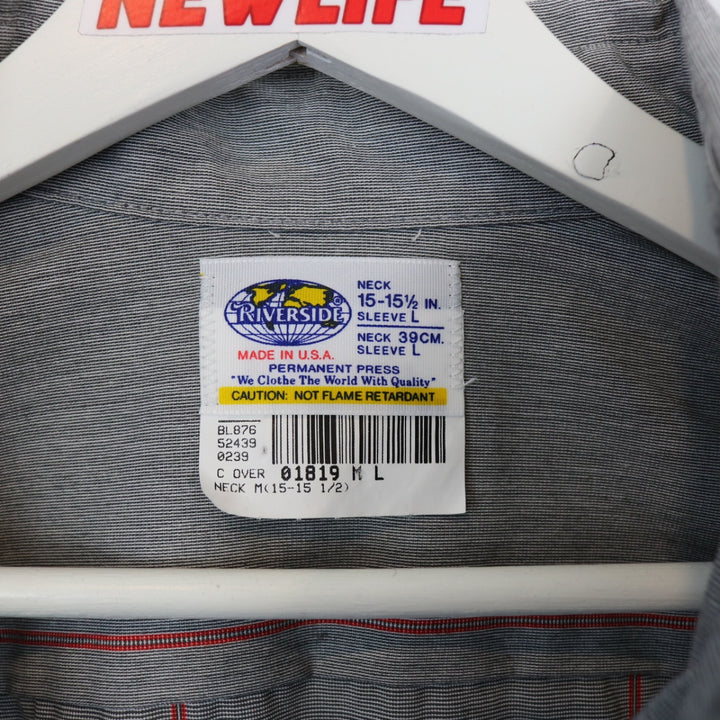 NEWLIFE
RIVERSIDE®
MADE IN U.S.A.
NECK
15-15½ IN.
SLEEVE L
NECK 39CM.
SLEEVE L
PERMANENT PRESS
"We Clothe The World With Quality"
CAUTION: NOT FLAME RETARDANT
BL876
52439
0239
C OVER 01819 M L
NECK M(15-15 1/2)